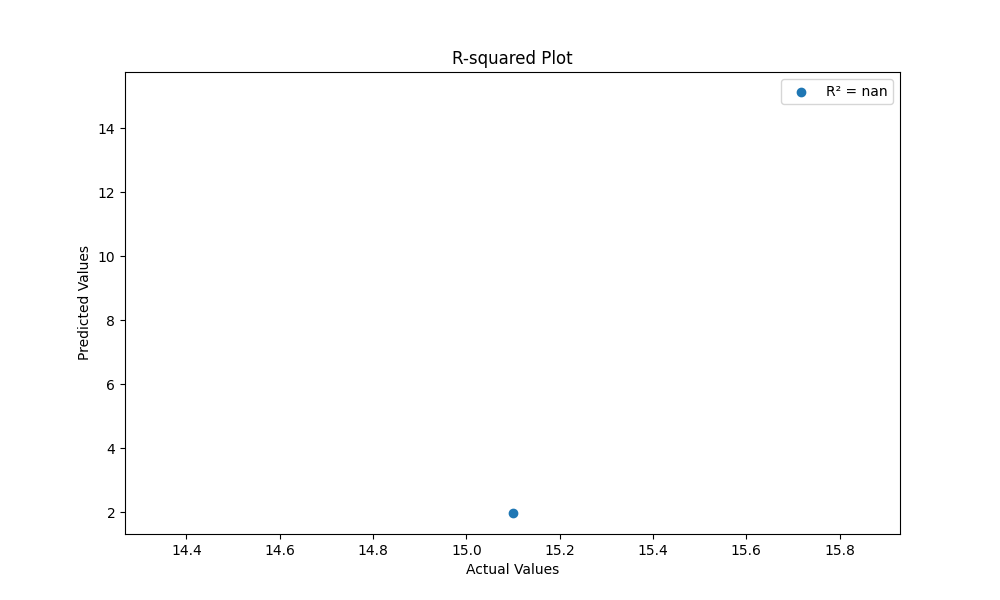 R-squared Plot
R² = nan
14
12
10
8
6
4
2
Predicted Values
14.4 14.6 14.8 15.0 15.2 15.4 15.6 15.8
Actual Values